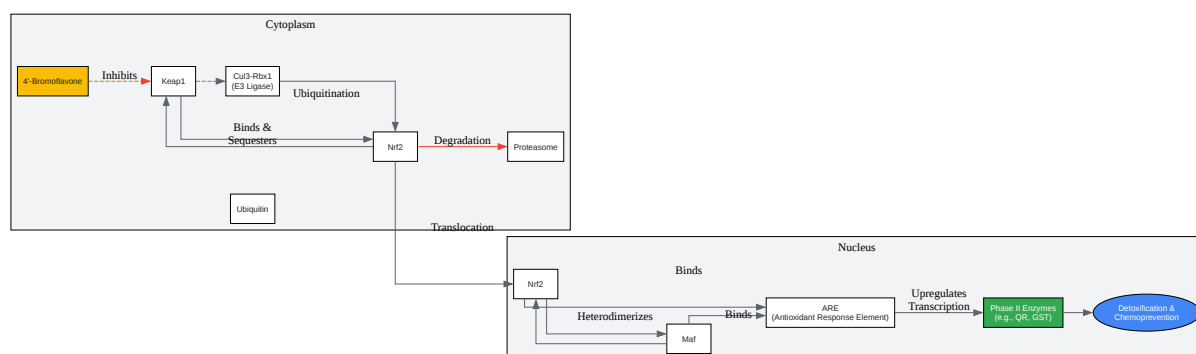 Cytoplasm
4'-Bromoflavone
Inhibits
Keap1
Cul3-Rbx1
(E3 Ligase)
Ubiquitination
Binds &
Sequesters
Nrf2
Degradation
Proteasome
Ubiquitin
Translocation
Nucleus
Binds
Nrf2
Heterodimerizes
Maf
Binds
ARE
(Antioxidant Response Element)
Upregulates
Transcription
Phase II Enzymes
(e.g., QR, GST)
Detoxification &
Chemoprevention